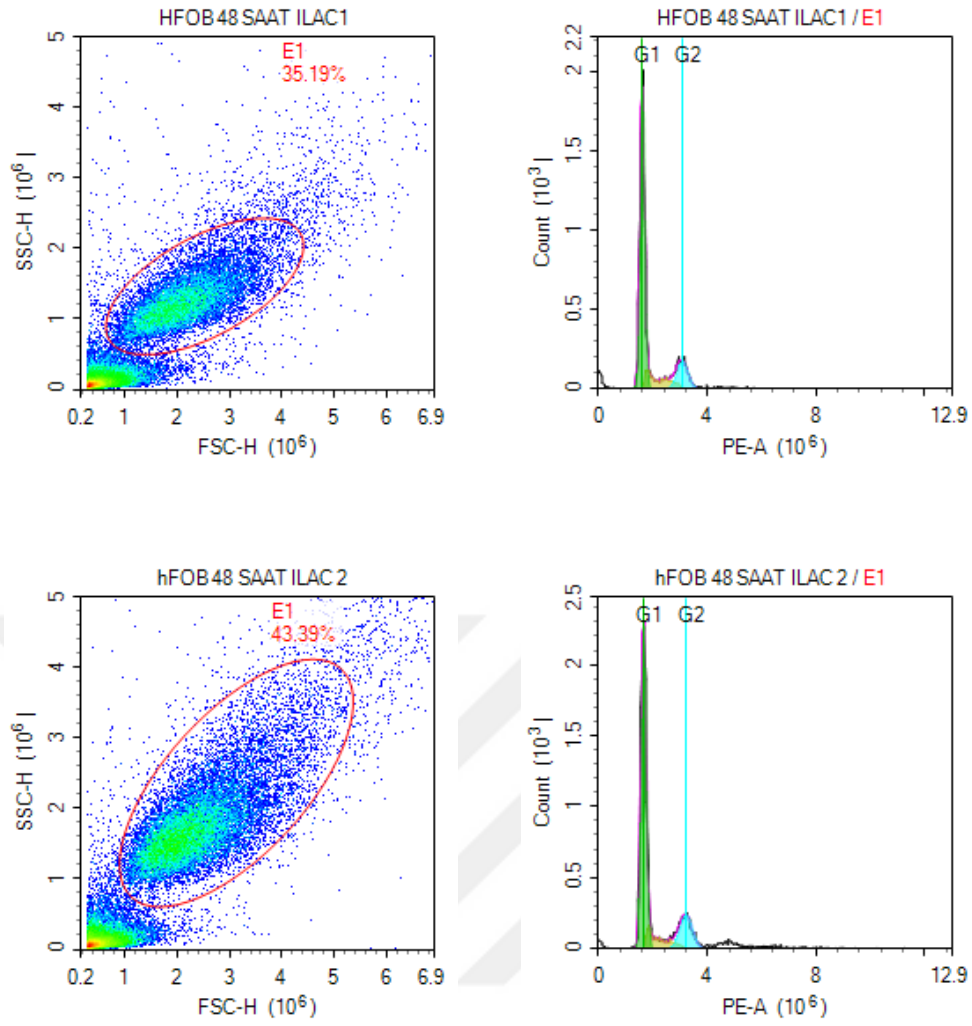 HFOB 48 SAAT ILAC1
E1
35.19%
SSC-H (10⁶ |
5
4
3
2
1
0
0.2 1 2 3 4 5 6.9
FSC-H (10⁶)
HFOB 48 SAAT ILAC1 / E1
G1 G2
Count (10³]
2.2
2
1.5
1
0.5
0
0 4 8 12.9
PE-A (10⁶)
hFOB 48 SAAT ILAC 2
E1
43.39%
SSC-H (10⁶ |
5
4
3
2
1
0
0.2 1 2 3 4 5 6.9
FSC-H (10⁶)
hFOB 48 SAAT ILAC 2 / E1
G1 G2
Count (10³]
2.5
2
1.5
1
0.5
0
0 4 8 12.9
PE-A (10⁶)